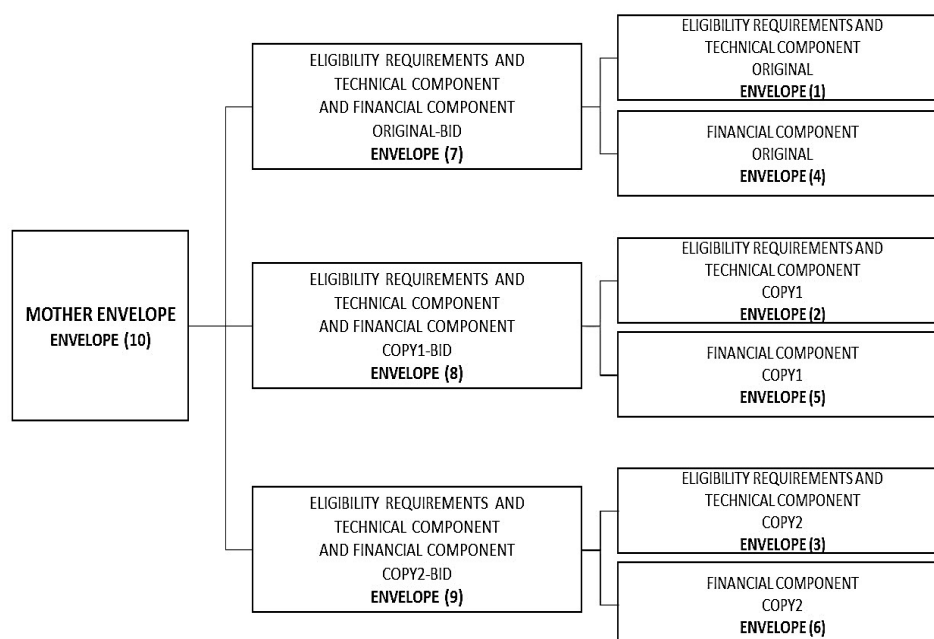 MOTHER ENVELOPE
ENVELOPE (10)
ELIGIBILITY REQUIREMENTS AND
TECHNICAL COMPONENT
AND FINANCIAL COMPONENT
ORIGINAL-BID
ENVELOPE (7)
ELIGIBILITY REQUIREMENTS AND
TECHNICAL COMPONENT
ORIGINAL
ENVELOPE (1)
FINANCIAL COMPONENT
ORIGINAL
ENVELOPE (4)
ELIGIBILITY REQUIREMENTS AND
TECHNICAL COMPONENT
AND FINANCIAL COMPONENT
COPY1-BID
ENVELOPE (8)
ELIGIBILITY REQUIREMENTS AND
TECHNICAL COMPONENT
COPY1
ENVELOPE (2)
FINANCIAL COMPONENT
COPY1
ENVELOPE (5)
ELIGIBILITY REQUIREMENTS AND
TECHNICAL COMPONENT
AND FINANCIAL COMPONENT
COPY2-BID
ENVELOPE (9)
ELIGIBILITY REQUIREMENTS AND
TECHNICAL COMPONENT
COPY2
ENVELOPE (3)
FINANCIAL COMPONENT
COPY2
ENVELOPE (6)